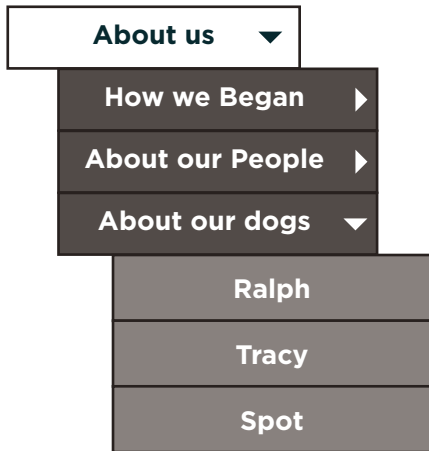 About us
How we Began
About our People
About our dogs
Ralph
Tracy
Spot